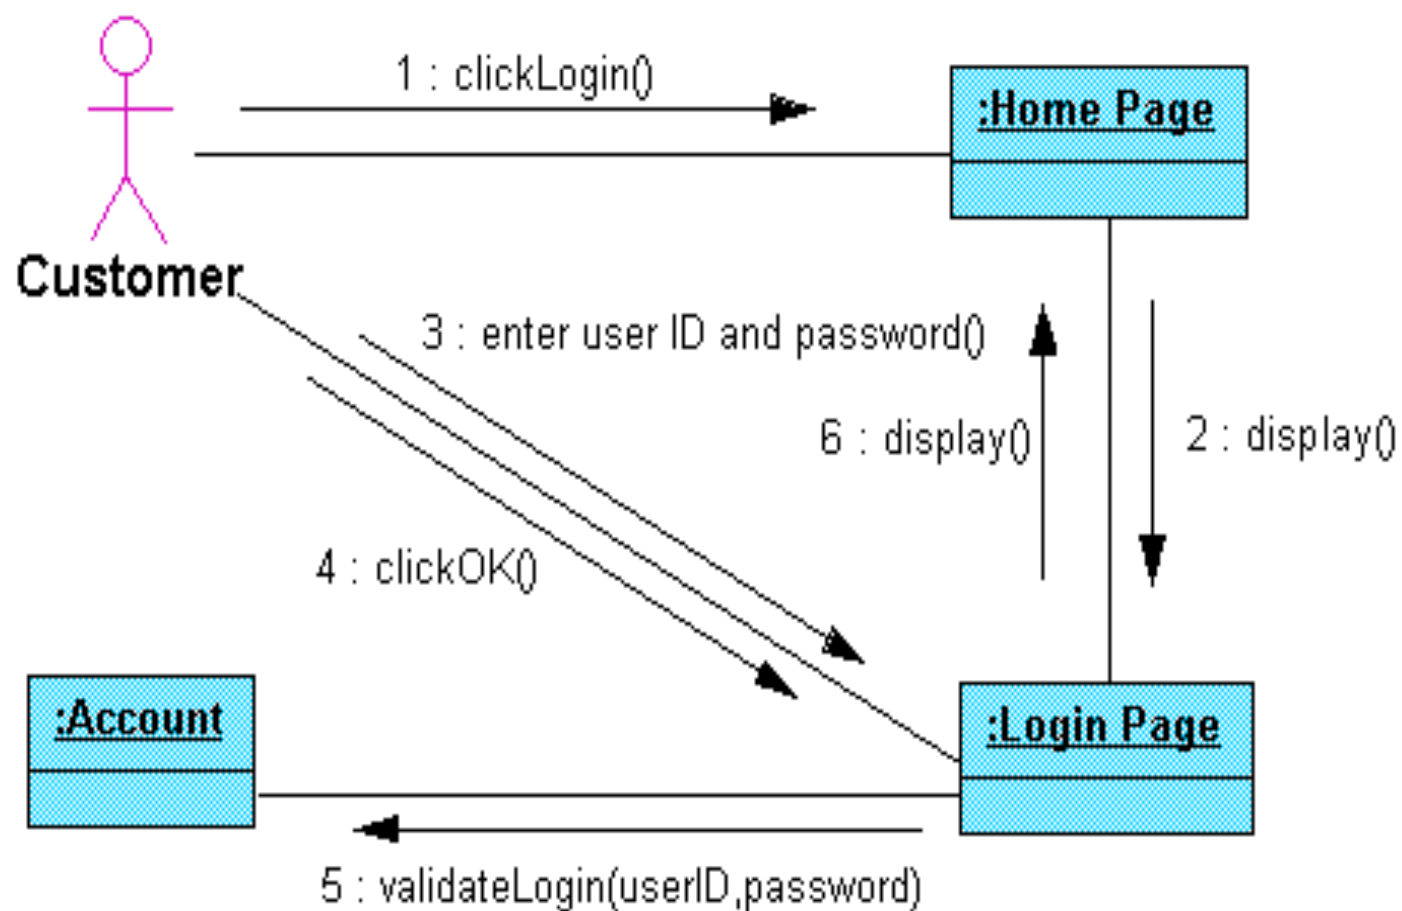 1 : clickLogin()
:Home Page
Customer
3 : enter user ID and password()
6 : display()
2 : display()
4 : clickOK()
:Account
:Login Page
5 : validateLogin(userID,password)